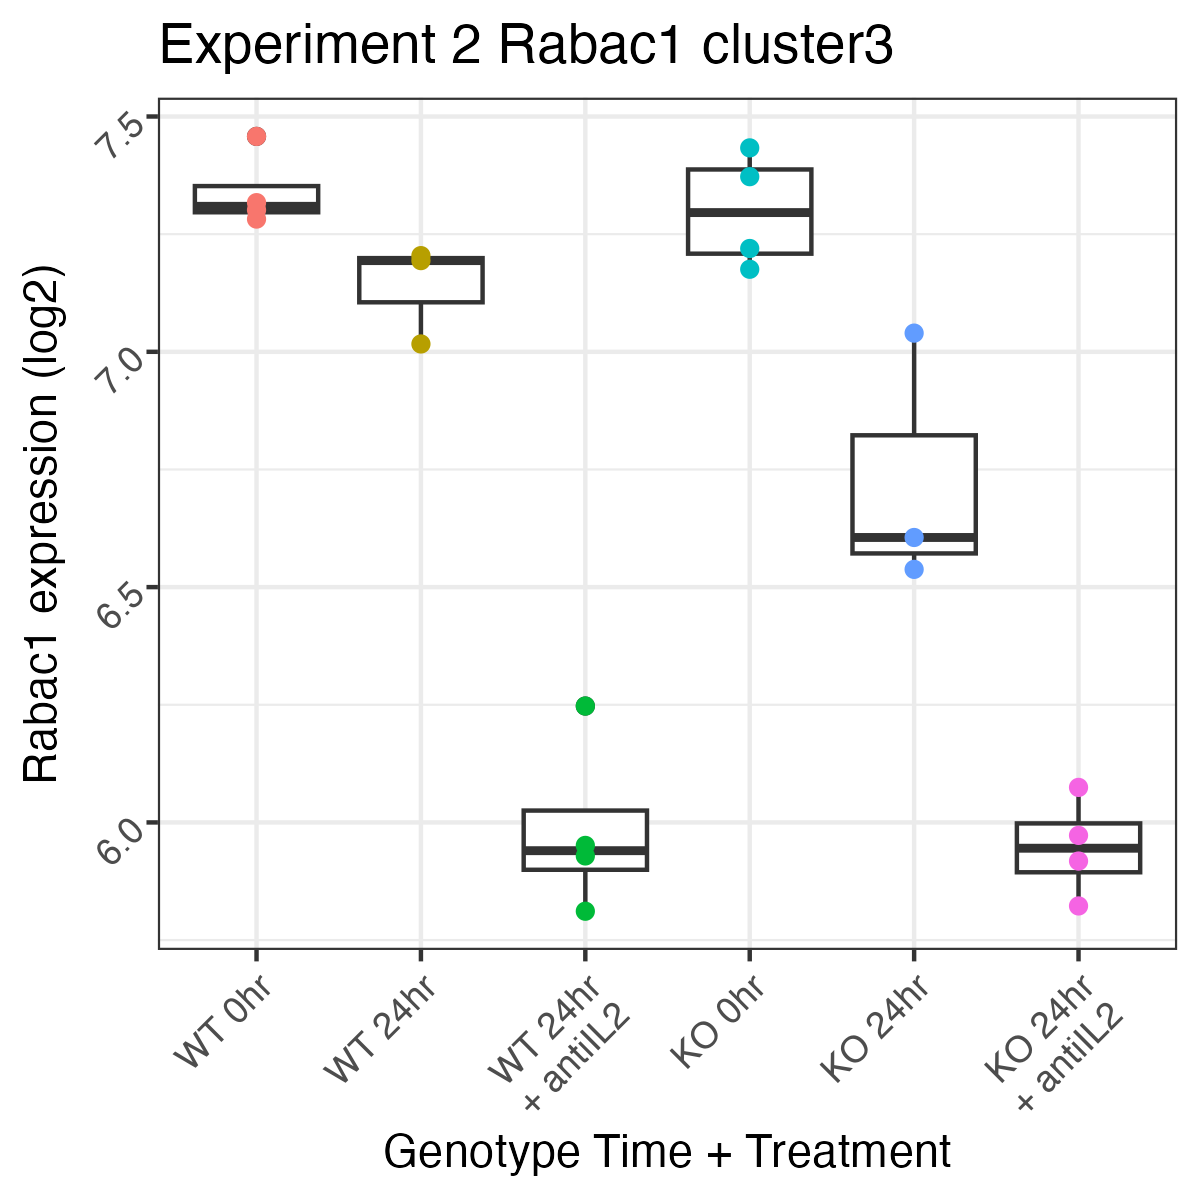 Experiment 2 Rabac1 cluster3
Rabac1 expression (log2)
7.5
7.0
6.5
6.0
WT 0hr
WT 24hr
WT 24hr
+ antiIL2
KO 0hr
KO 24hr
KO 24hr
+ antiIL2
Genotype Time + Treatment